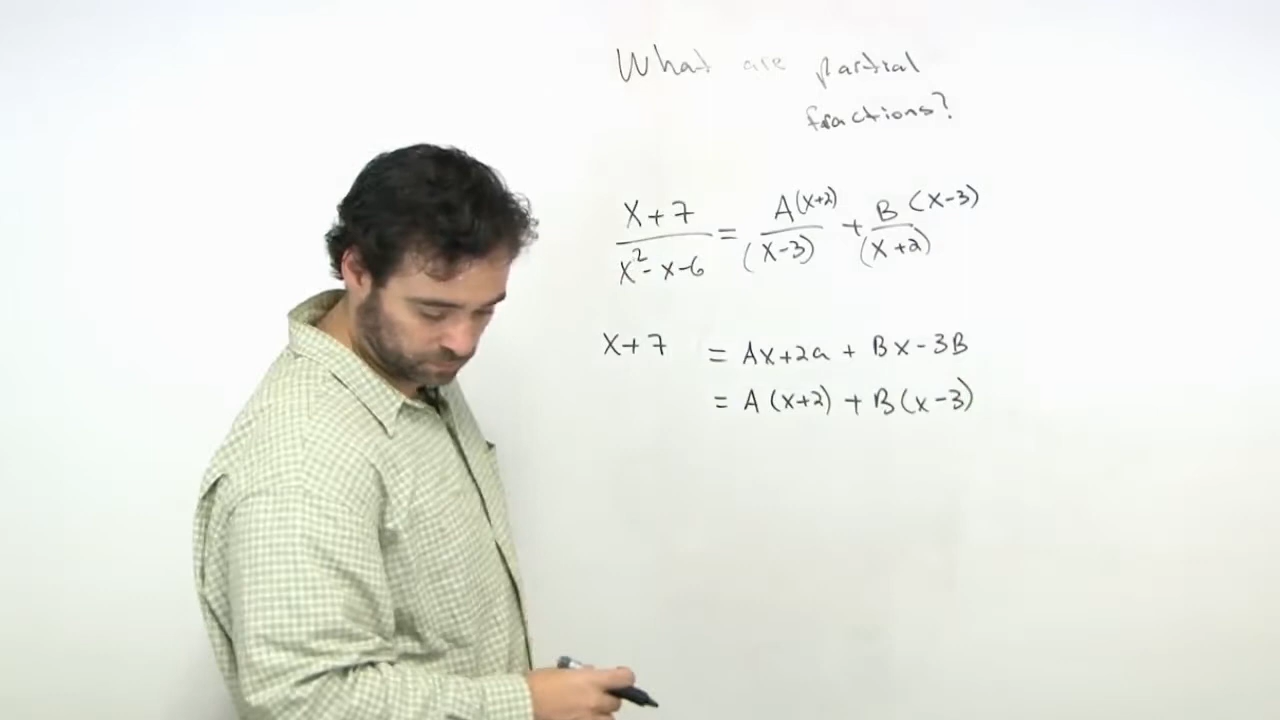 What are partial
fractions?
x+7 / x²-x-6 = A(x+2) / (x-3) + B(x-3) / (x+2)
x+7 = Ax+2a + Bx-3B
= A(x+2) + B(x-3)